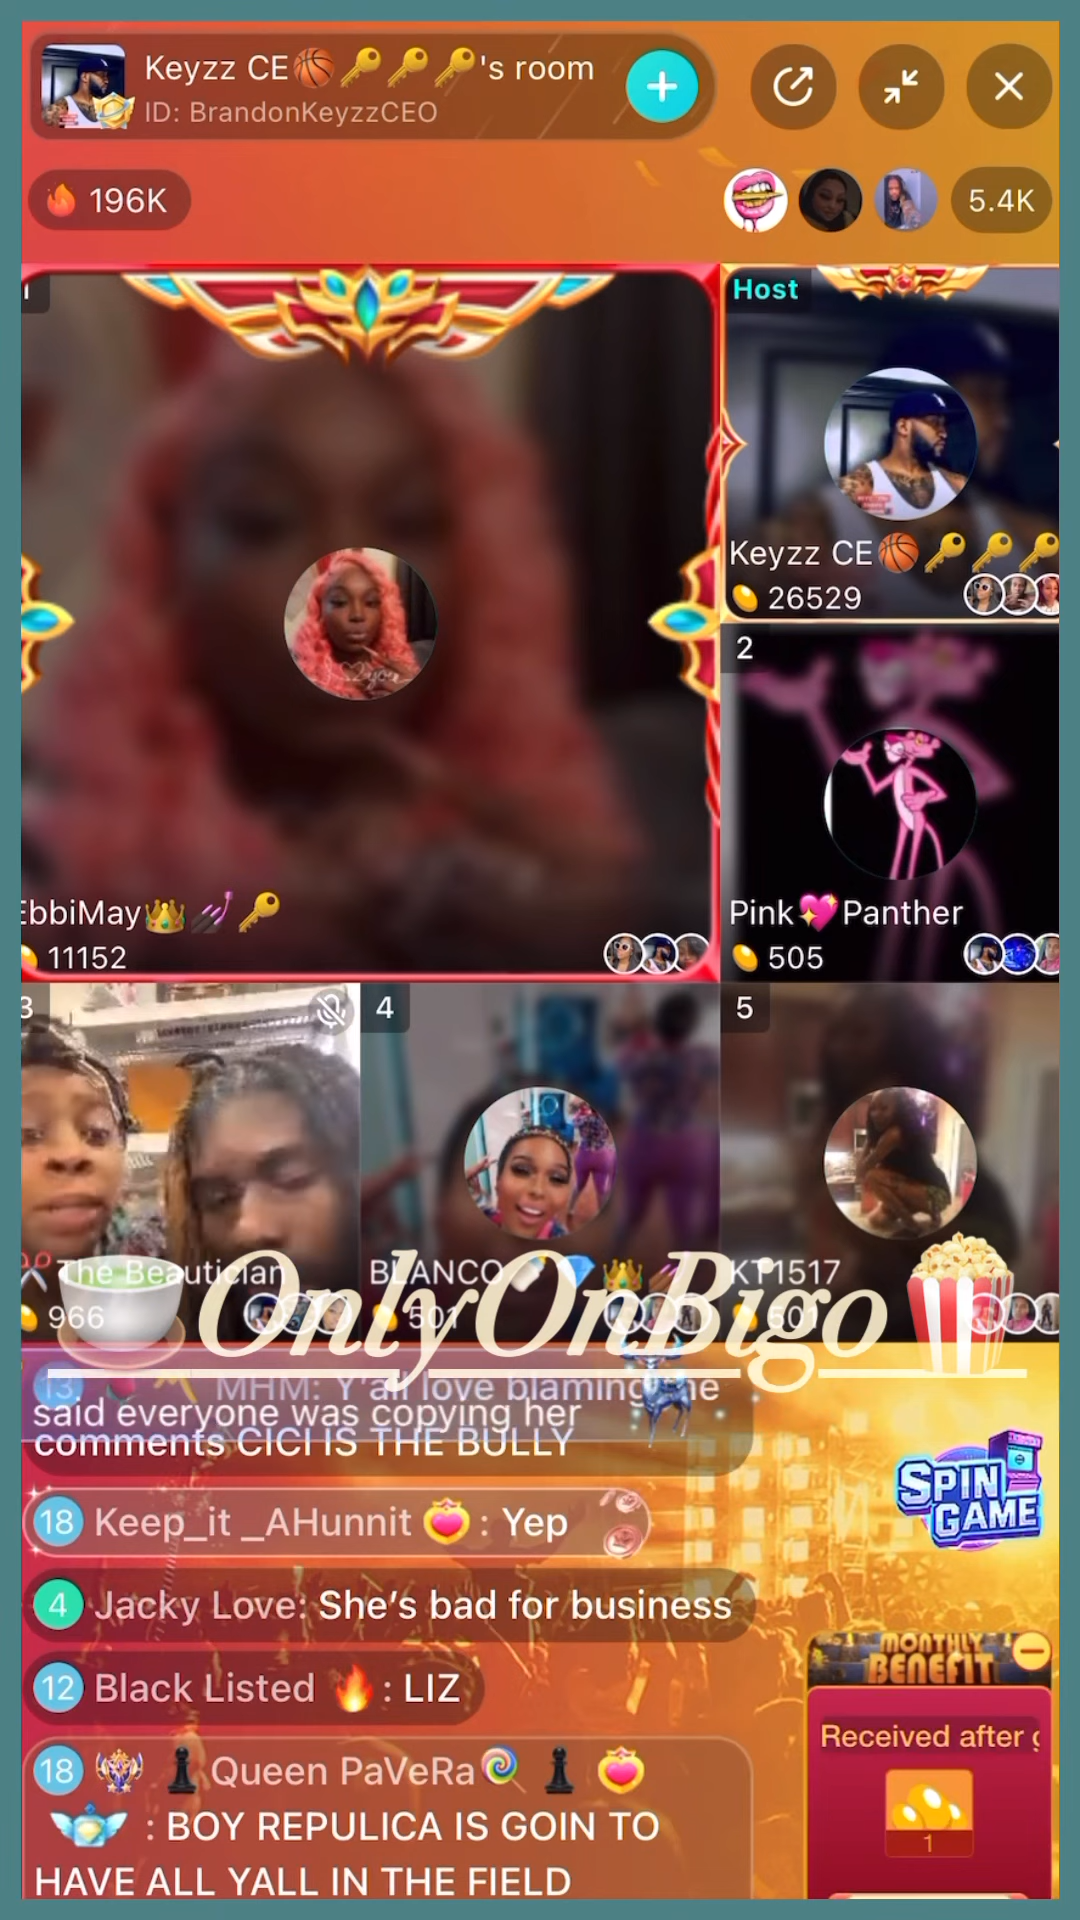 Keyzz CE🏀🔑🔑🔑's room
ID: BrandonKeyzzCEO
🔥 196K
5.4K
Host
Keyzz CE🏀🔑🔑🔑
26529
2
Pink💖Panther
505
EbbiMay👑💅🔑
11152
3
4
5
✂️The Beautician
966
BLANCO🍼💎👑💅
501
KT1517
501
OnlyOnBigo
13. MHM: Y'all love blaming me
said everyone was copying her
comments CICI IS THE BULLY
18 Keep_it _AHunnit : Yep
4 Jacky Love: She's bad for business
12 Black Listed 🔥 : LIZ
18 ♟️Queen PaVeRa🍭 ♟️
: BOY REPULICA IS GOIN TO
HAVE ALL YALL IN THE FIELD
SPIN
GAME
MONTHLY
BENEFIT
Received after
1